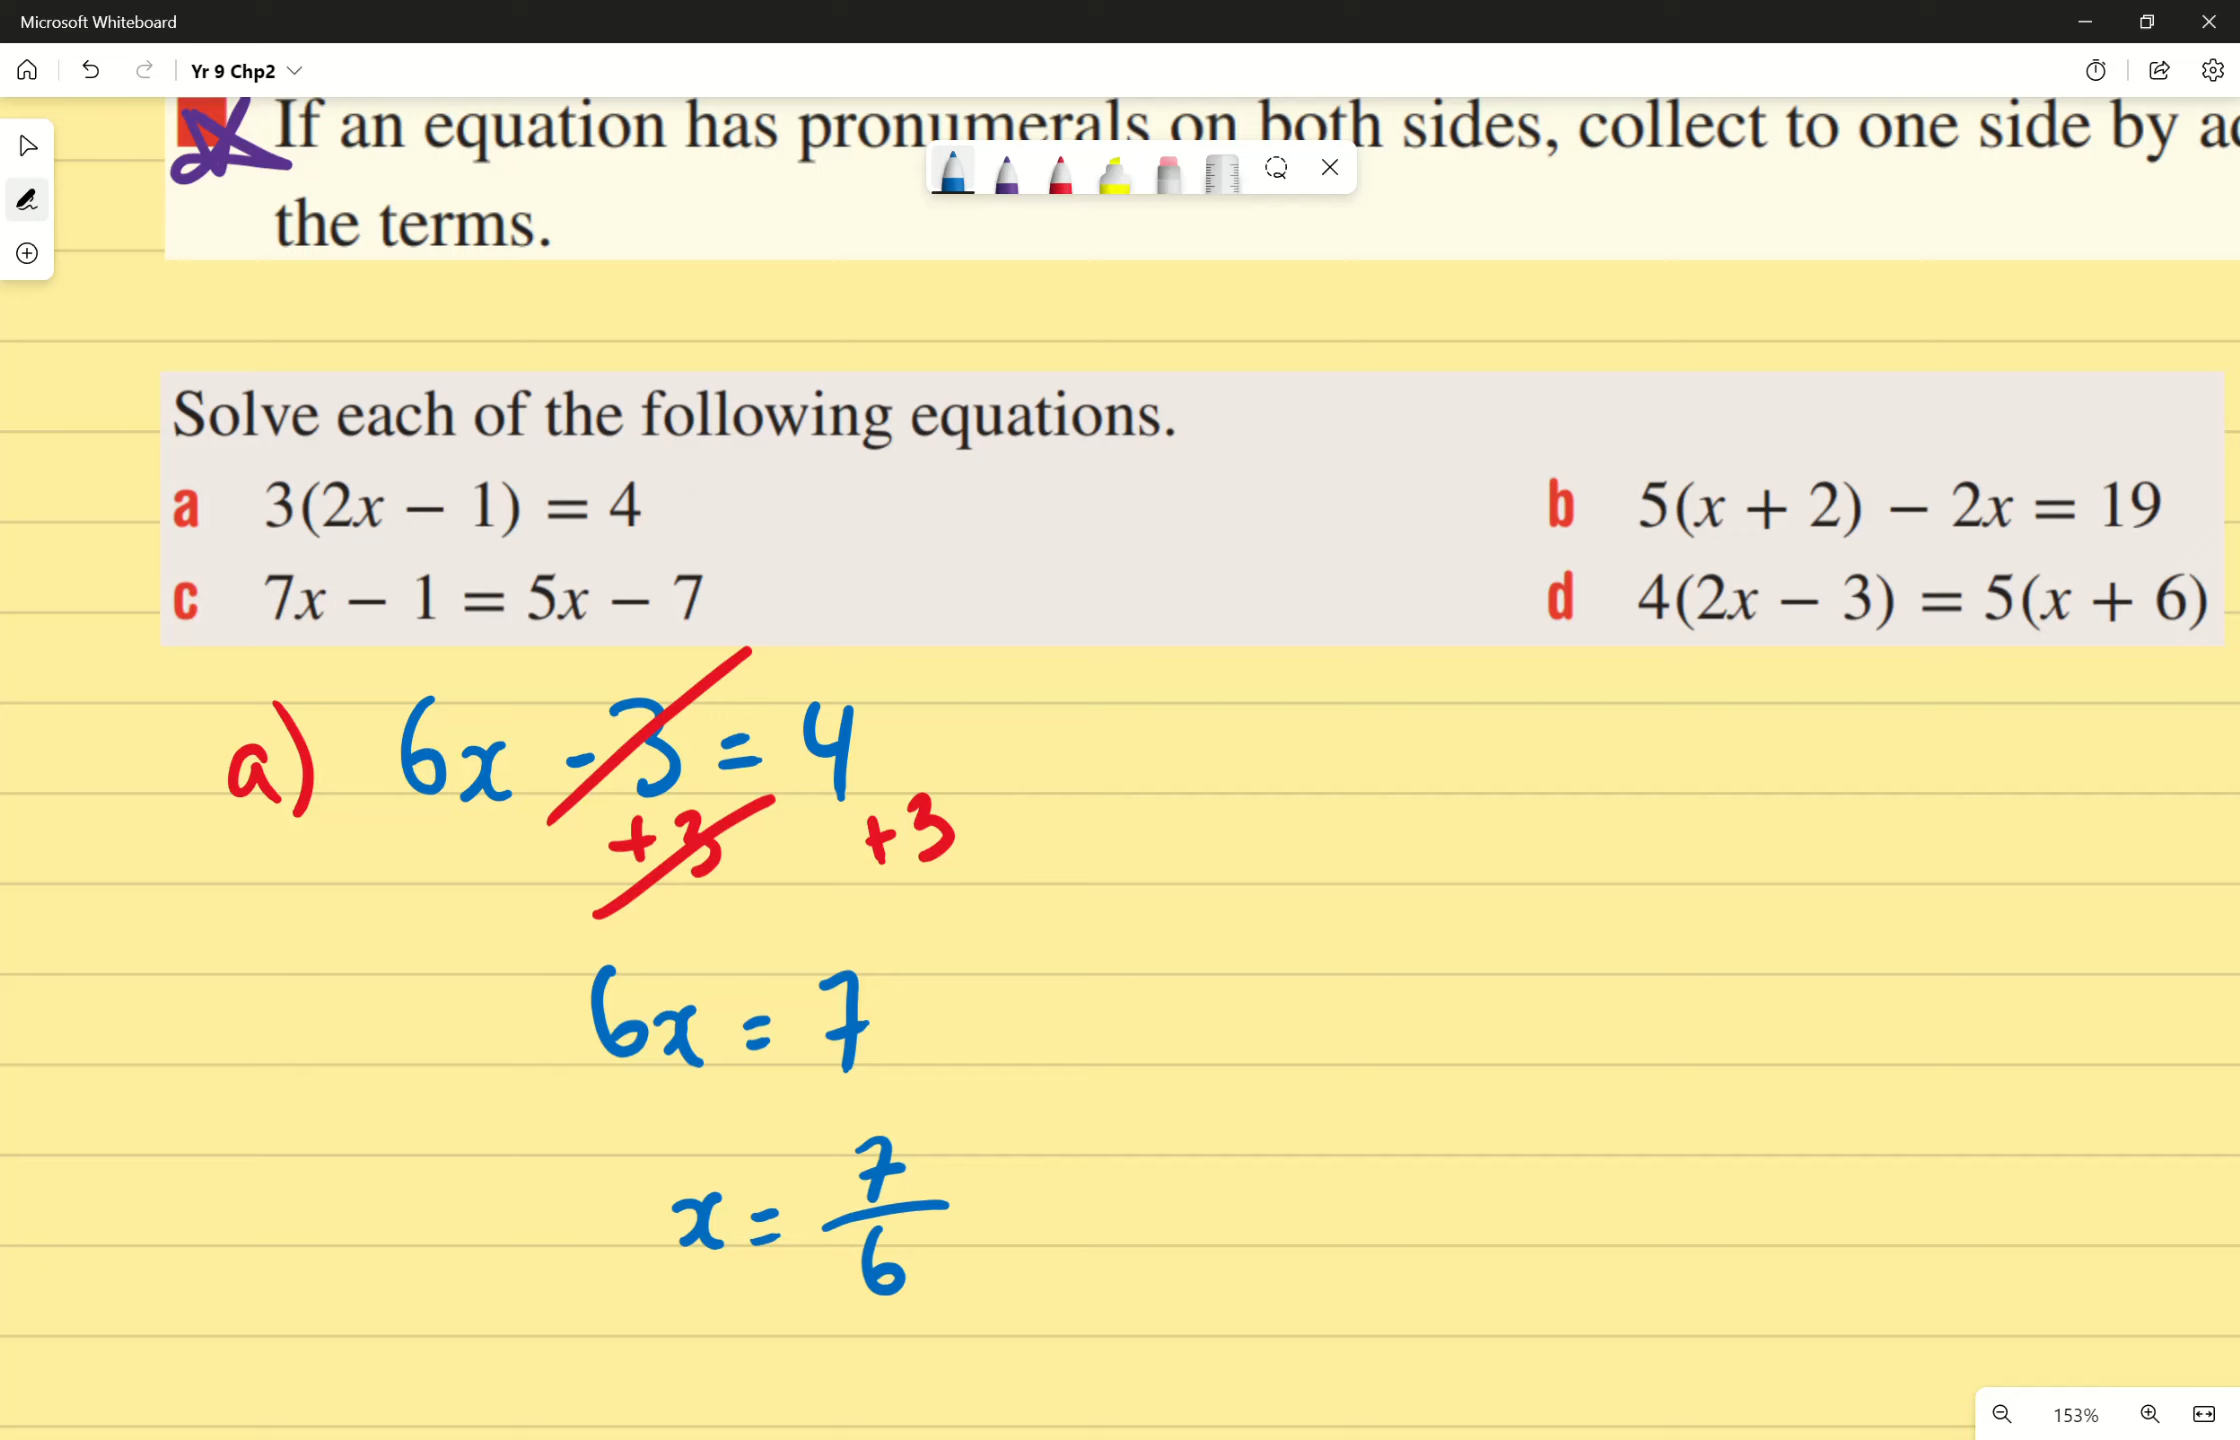 Microsoft Whiteboard
Yr 9 Chp2
If an equation has pronumerals on both sides, collect to one side by
the terms.
Solve each of the following equations.
a 3(2x − 1) = 4
b 5(x + 2) − 2x = 19
c 7x − 1 = 5x − 7
d 4(2x − 3) = 5(x + 6)
a) 6x - 3 = 4
+3 +3
6x = 7
x = 7/6
153%